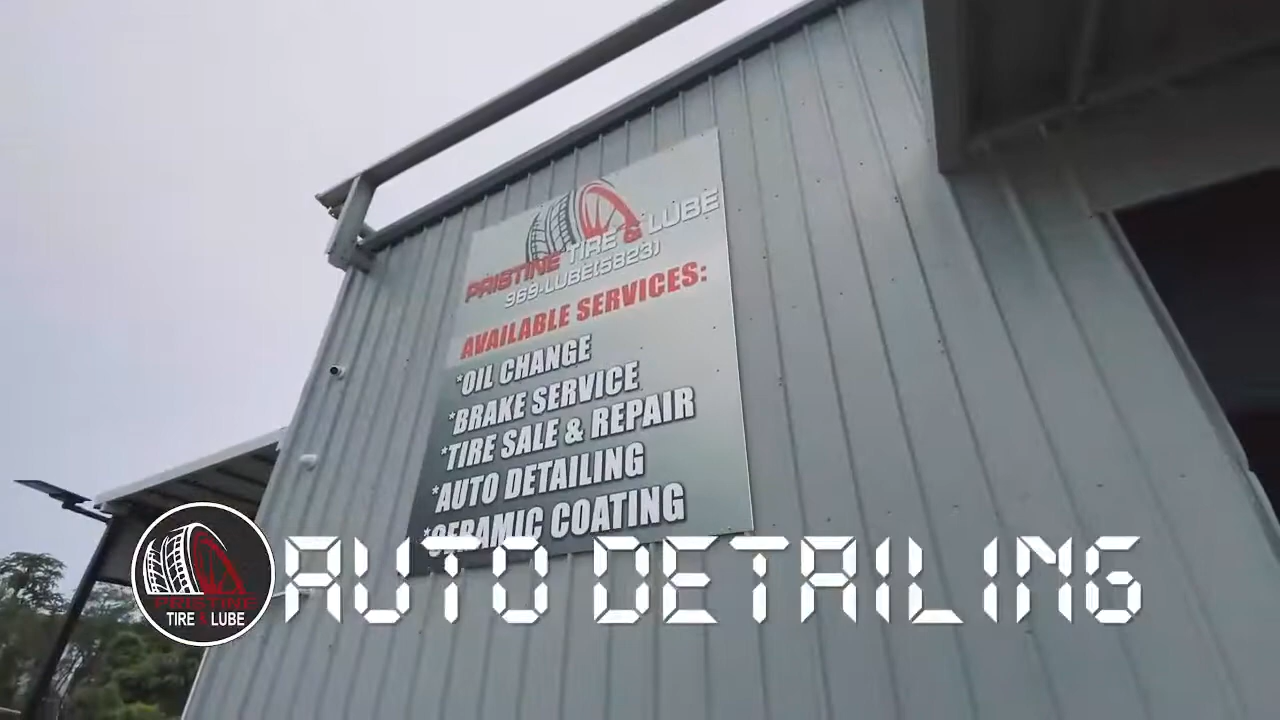 PRISTINE TIRE & LUBE
969-LUBE(5823)
AVAILABLE SERVICES:
*OIL CHANGE
*BRAKE SERVICE
*TIRE SALE & REPAIR
*AUTO DETAILING
*CERAMIC COATING
PRISTINE
TIRE & LUBE
AUTO DETAILING